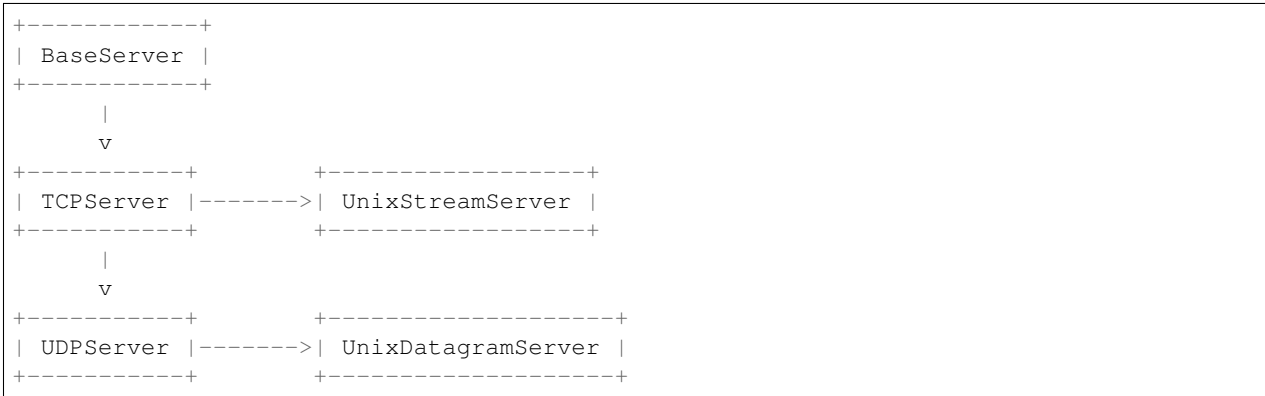 +------------+
| BaseServer |
+------------+
      |
      v
+-----------+        +------------------+
| TCPServer |------->| UnixStreamServer |
+-----------+        +------------------+
      |
      v
+-----------+        +--------------------+
| UDPServer |------->| UnixDatagramServer |
+-----------+        +--------------------+